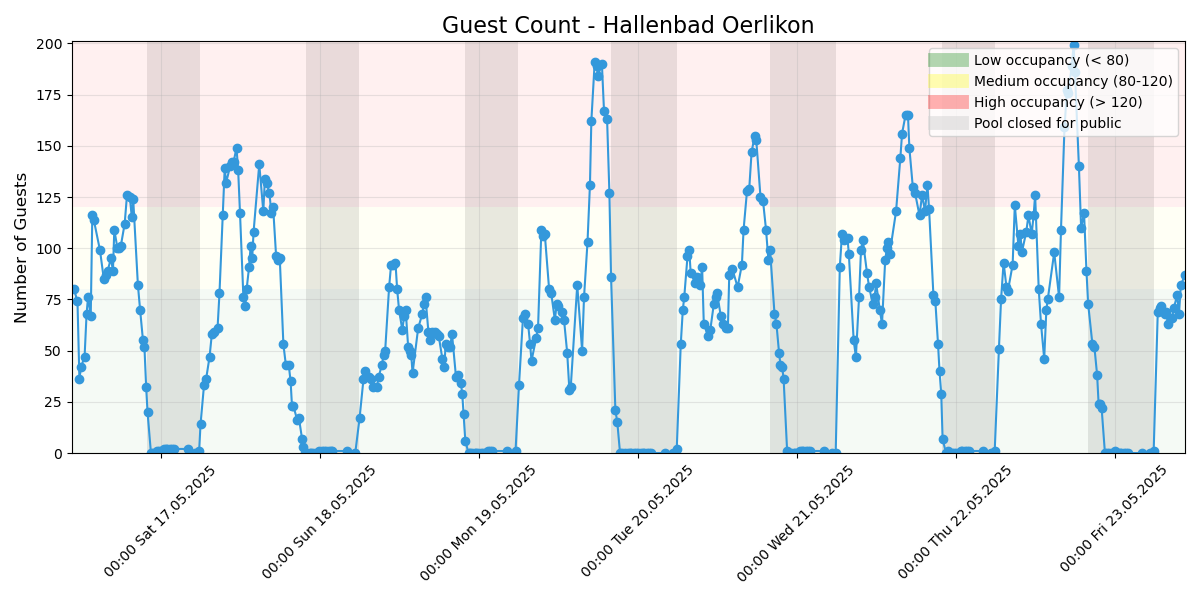 Guest Count - Hallenbad Oerlikon
Number of Guests
200
175
150
125
100
75
50
25
0
Low occupancy (< 80)
Medium occupancy (80-120)
High occupancy (> 120)
Pool closed for public
00:00 Sat 17.05.2025
00:00 Sun 18.05.2025
00:00 Mon 19.05.2025
00:00 Tue 20.05.2025
00:00 Wed 21.05.2025
00:00 Thu 22.05.2025
00:00 Fri 23.05.2025